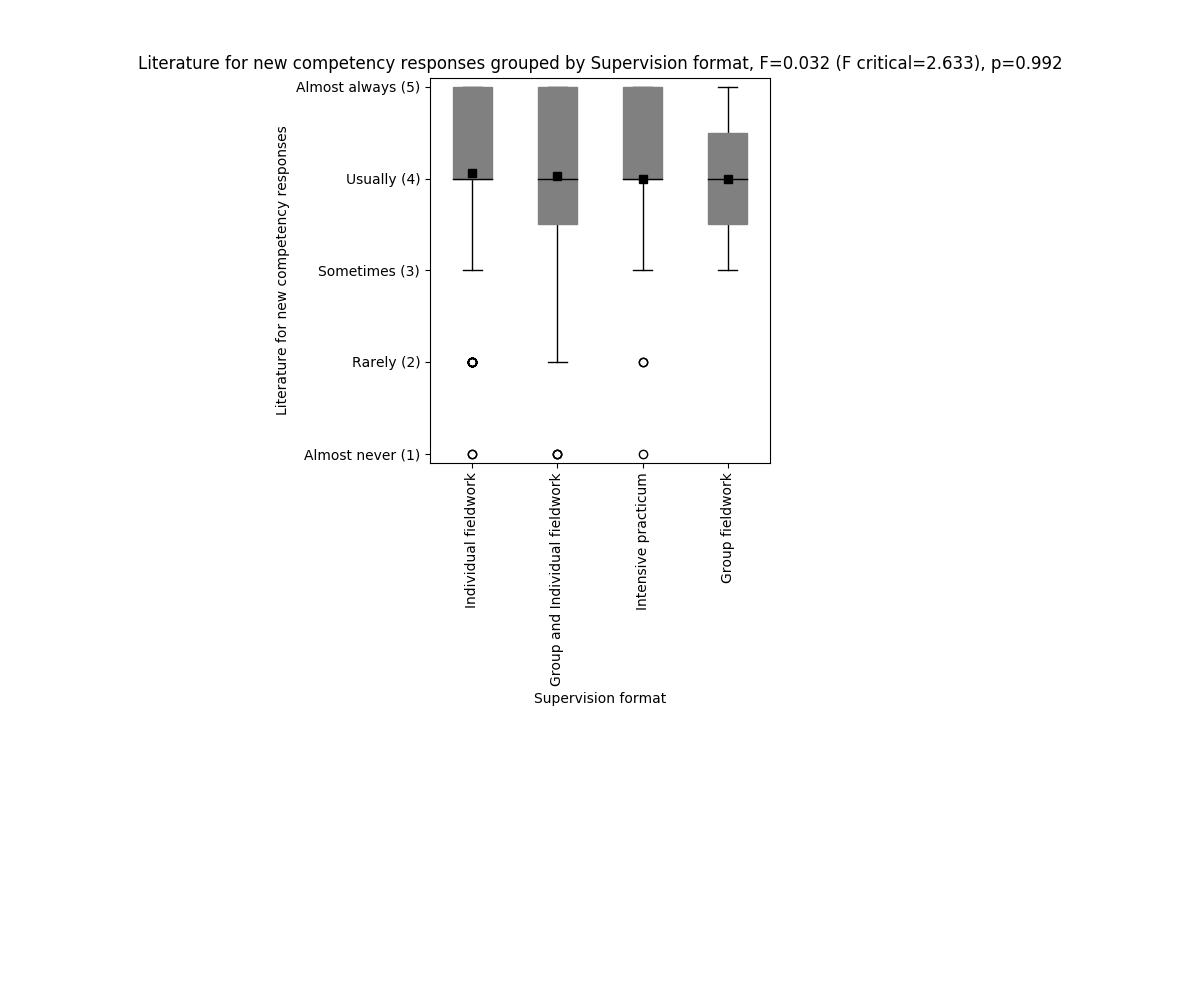 Literature for new competency responses grouped by Supervision format, F=0.032 (F critical=2.633), p=0.992
Literature for new competency responses
Almost always (5)
Usually (4)
Sometimes (3)
Rarely (2)
Almost never (1)
Individual fieldwork
Group and Individual fieldwork
Intensive practicum
Group fieldwork
Supervision format